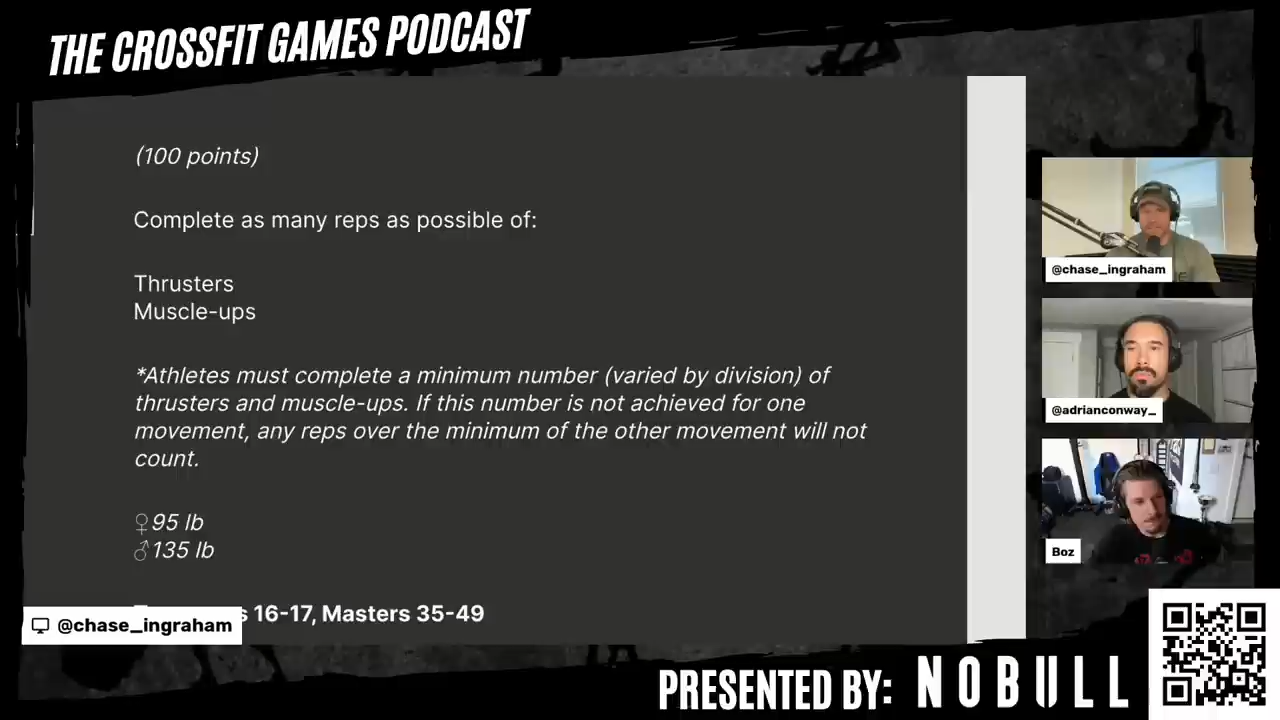 THE CROSSFIT GAMES PODCAST
(100 points)
Complete as many reps as possible of:
Thrusters
Muscle-ups
*Athletes must complete a minimum number (varied by division) of
thrusters and muscle-ups. If this number is not achieved for one
movement, any reps over the minimum of the other movement will not
count.
♀95 lb
♂135 lb
16-17, Masters 35-49
@chase_ingraham
@chase_ingraham
@adrianconway_
Boz
PRESENTED BY: NOBULL